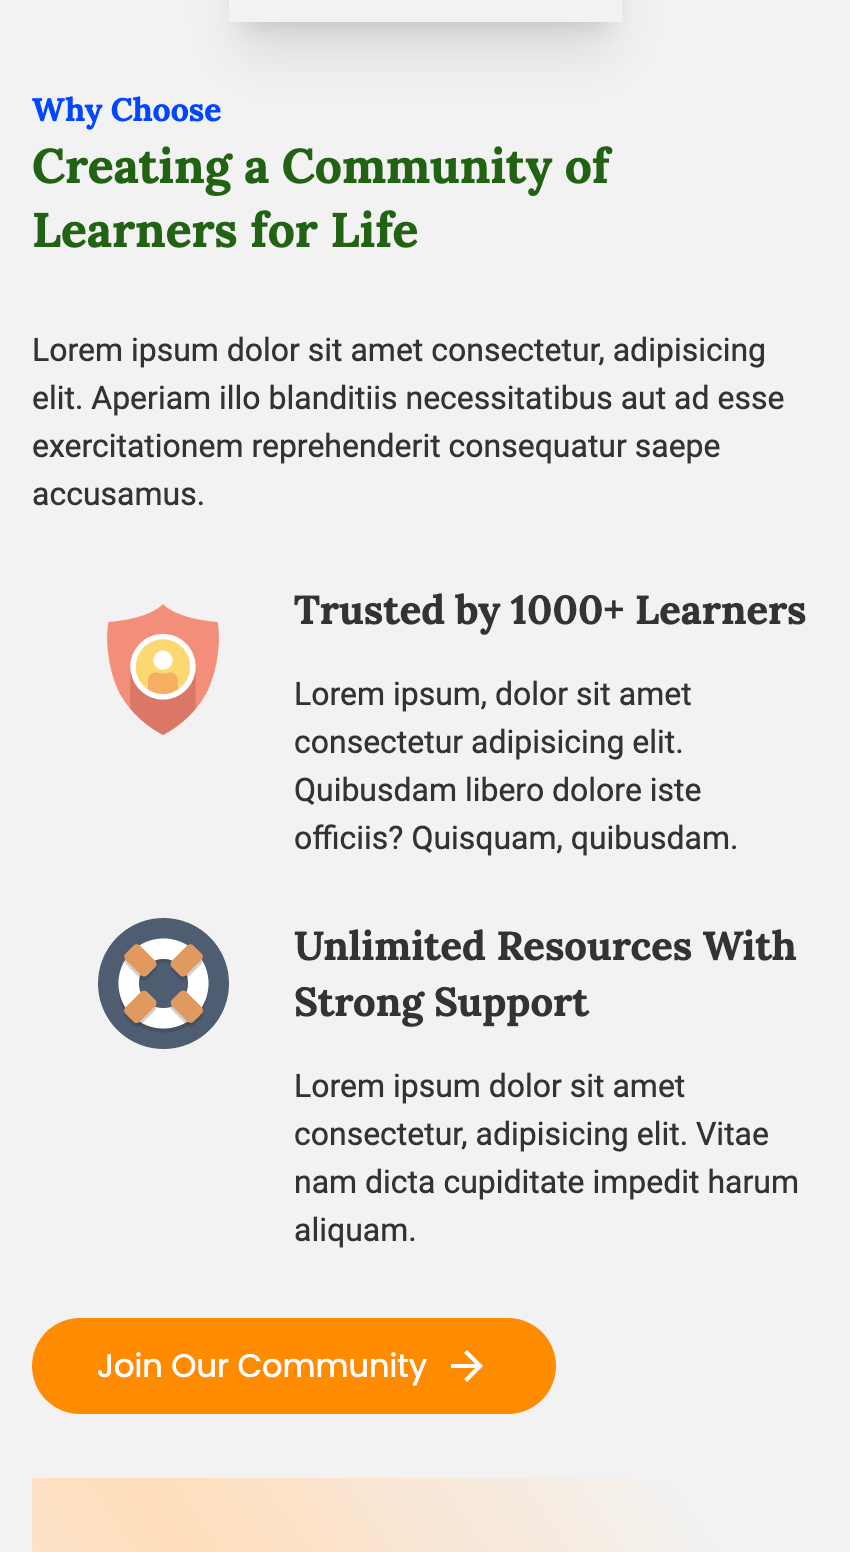 Why Choose
Creating a Community of
Learners for Life
Lorem ipsum dolor sit amet consectetur, adipisicing
elit. Aperiam illo blanditiis necessitatibus aut ad esse
exercitationem reprehenderit consequatur saepe
accusamus.
Trusted by 1000+ Learners
Lorem ipsum, dolor sit amet
consectetur adipisicing elit.
Quibusdam libero dolore iste
officiis? Quisquam, quibusdam.
Unlimited Resources With
Strong Support
Lorem ipsum dolor sit amet
consectetur, adipisicing elit. Vitae
nam dicta cupiditate impedit harum
aliquam.
Join Our Community